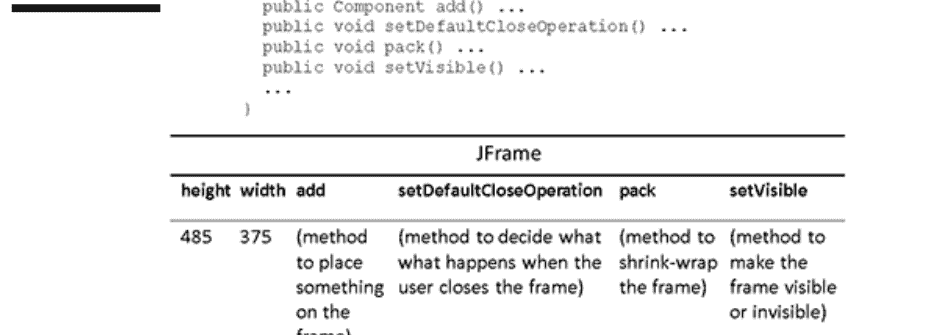 public Component add() ...
public void setDefaultCloseOperation() ...
public void pack() ...
public void setVisible() ...
...
}
JFrame
height width add setDefaultCloseOperation pack setVisible
485 375 (method (method to decide what (method to (method to
to place what happens when the shrink-wrap make the
something user closes the frame) the frame) frame visible
on the or invisible)
frame)